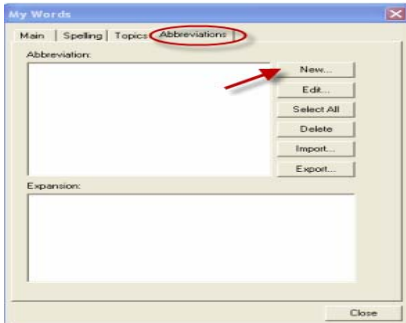 My Words
Main Spelling Topics Abbreviations
Abbreviation:
New...
Edit...
Select All
Delete
Import...
Export...
Expansion:
Close